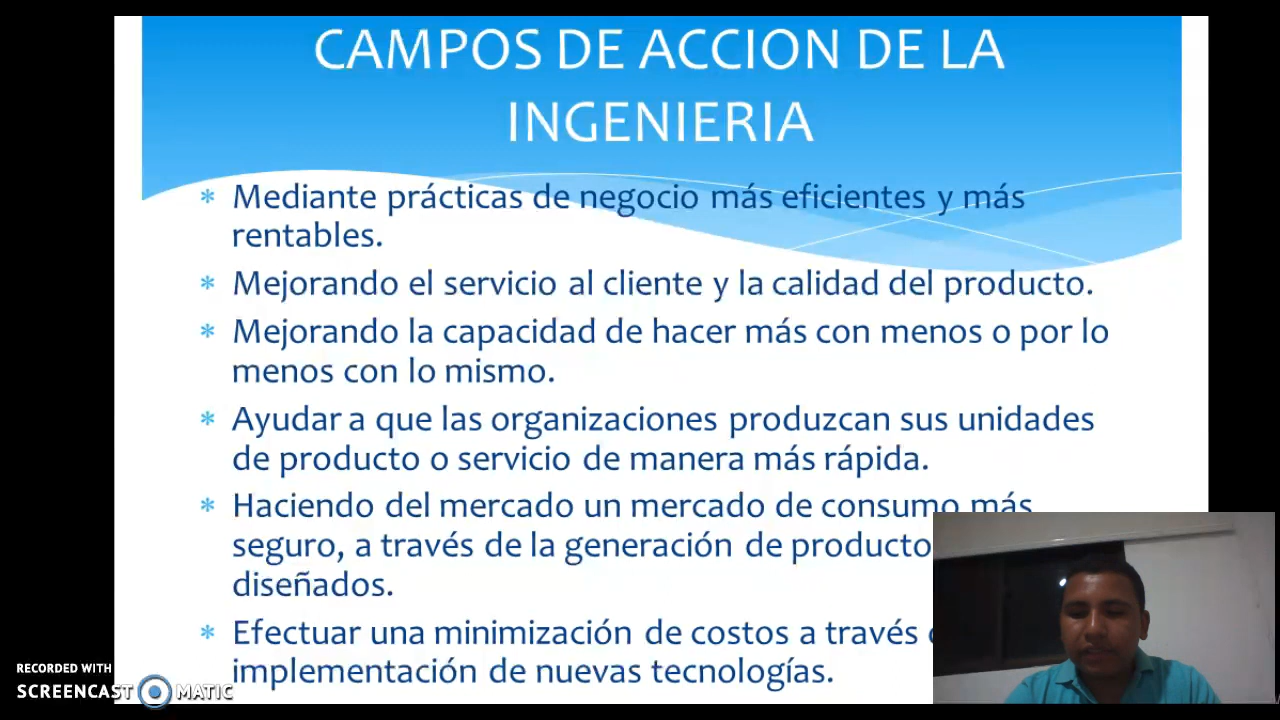 CAMPOS DE ACCION DE LA
INGENIERIA
* Mediante prácticas de negocio más eficientes y más
rentables.
* Mejorando el servicio al cliente y la calidad del producto.
* Mejorando la capacidad de hacer más con menos o por lo
menos con lo mismo.
* Ayudar a que las organizaciones produzcan sus unidades
de producto o servicio de manera más rápida.
* Haciendo del mercado un mercado de consumo más
seguro, a través de la generación de producto
diseñados.
* Efectuar una minimización de costos a través
implementación de nuevas tecnologías.
RECORDED WITH
SCREENCAST MATIC